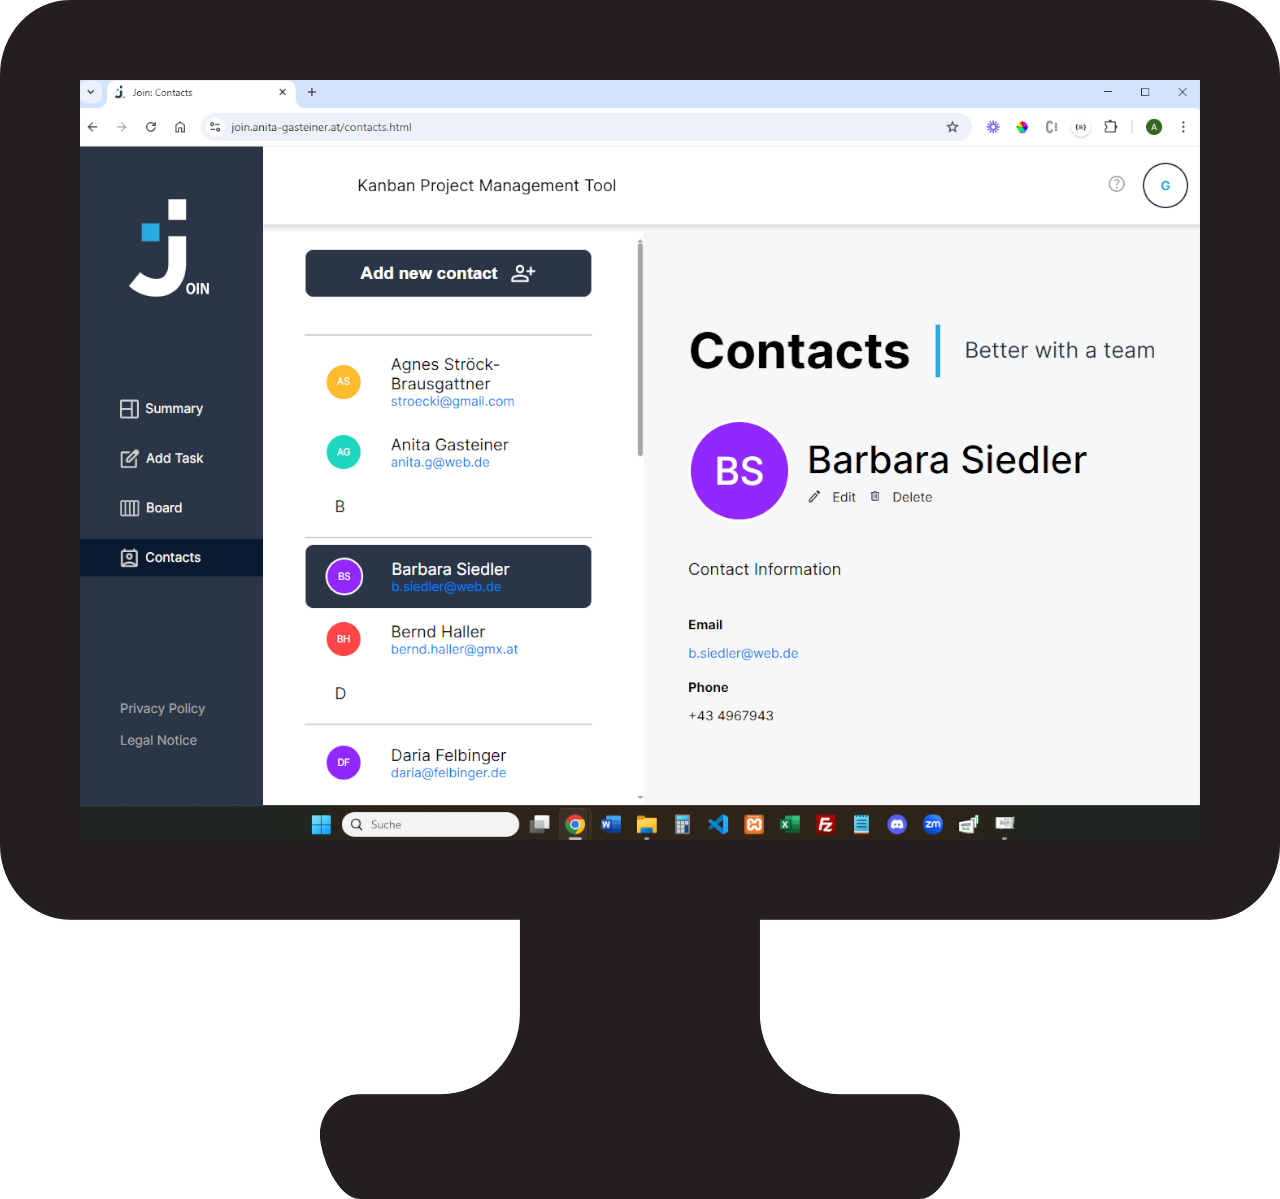 Join: Contacts
join.anita-gasteiner.at/contacts.html
A
Kanban Project Management Tool
G
JOIN
Summary
Add Task
Board
Contacts
Privacy Policy
Legal Notice
Add new contact
AS
Agnes Ströck-
Brausgattner
stroecki@gmail.com
AG
Anita Gasteiner
anita.g@web.de
B
BS
Barbara Siedler
b.siedler@web.de
BH
Bernd Haller
bernd.haller@gmx.at
D
DF
Daria Felbinger
daria@felbinger.de
Contacts
Better with a team
BS
Barbara Siedler
Edit Delete
Contact Information
Email
b.siedler@web.de
Phone
+43 4967943
Suche
zm